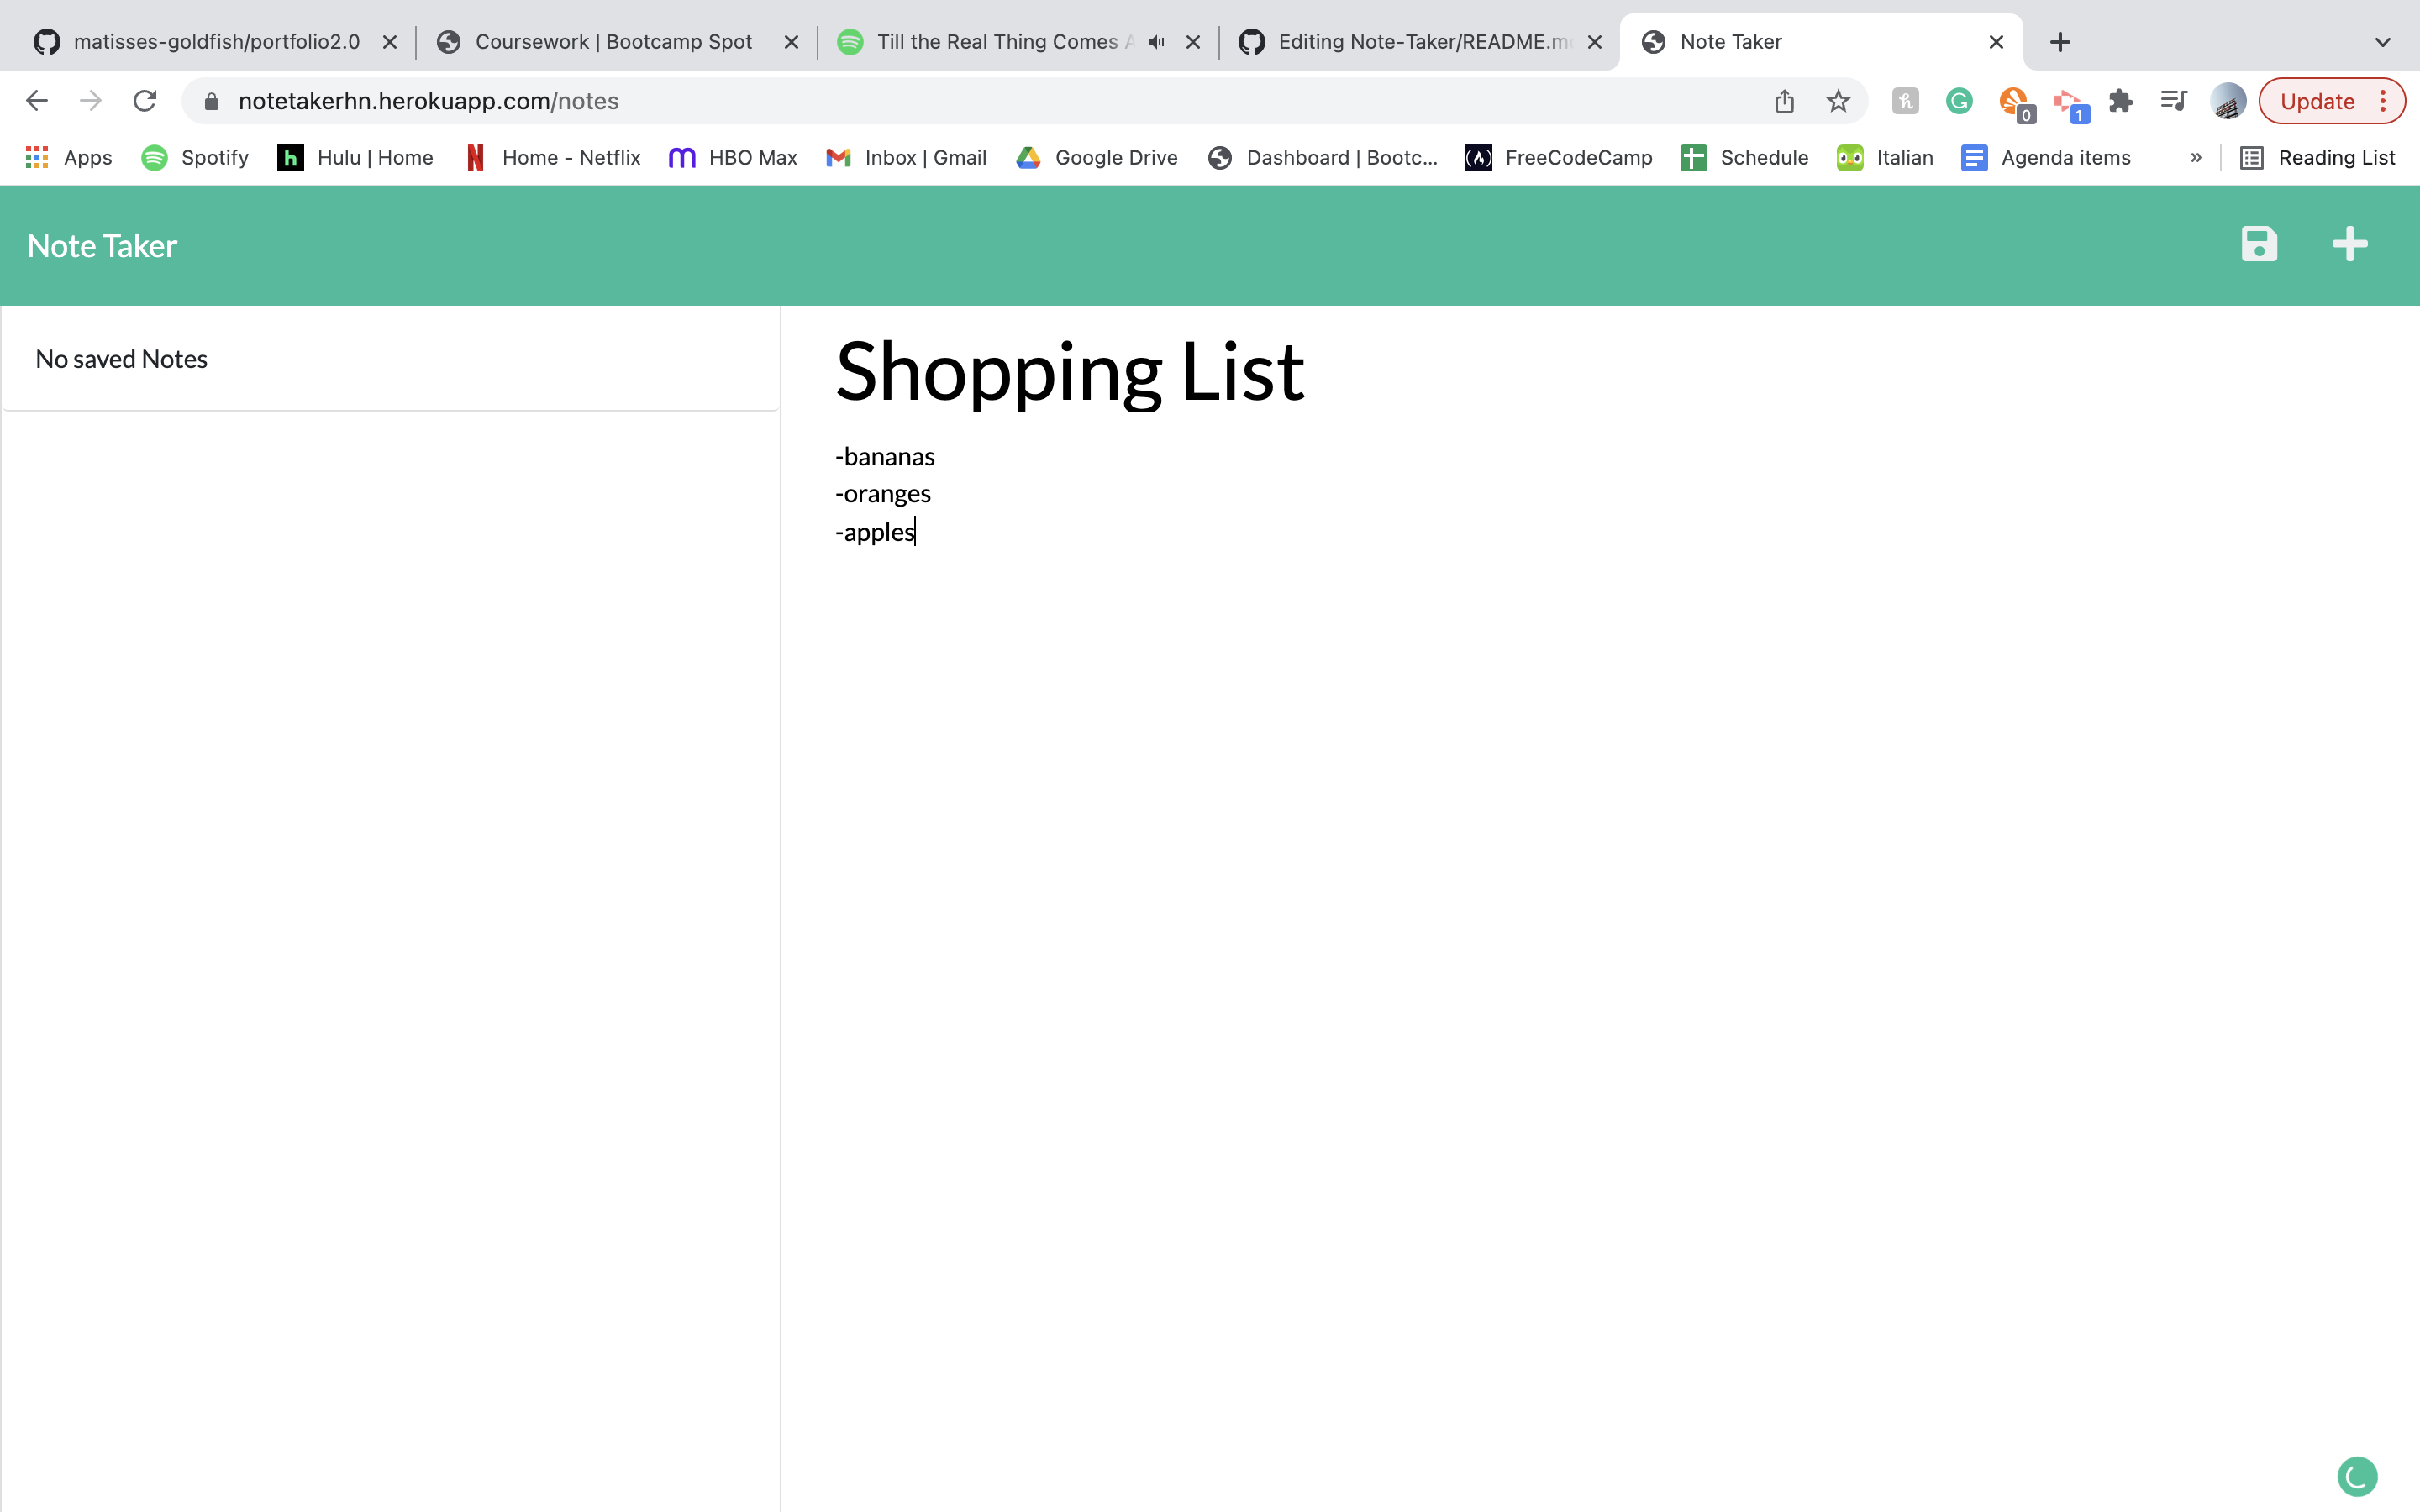 matisses-goldfish/portfolio2.0
Coursework | Bootcamp Spot
Till the Real Thing Comes
Editing Note-Taker/README.m
Note Taker
notetakerhn.herokuapp.com/notes
0
1
Update
Apps
Spotify
h
Hulu | Home
Home - Netflix
HBO Max
Inbox | Gmail
Google Drive
Dashboard | Bootc...
FreeCodeCamp
Schedule
Italian
Agenda items
»
Reading List
Note Taker
No saved Notes
Shopping List
-bananas
-oranges
-apples